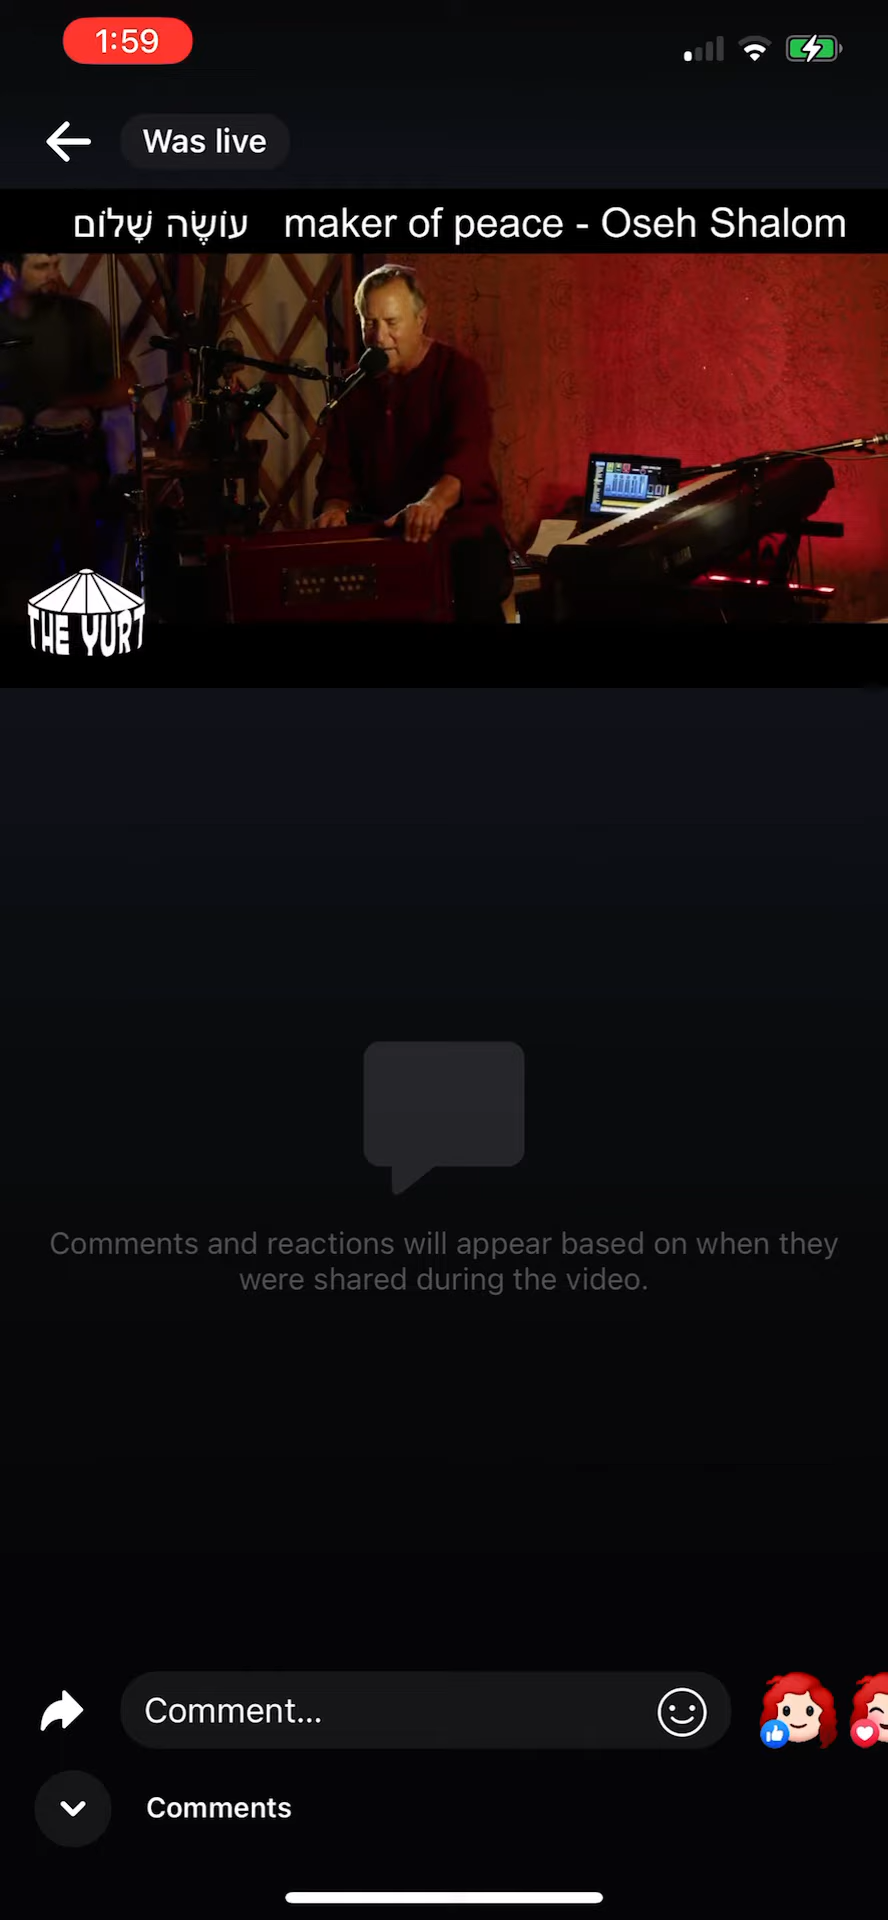 1:59
Was live
עוֹשֶׂה שָׁלוֹם maker of peace - Oseh Shalom
THE YURT
Comments and reactions will appear based on when they
were shared during the video.
Comment...
Comments